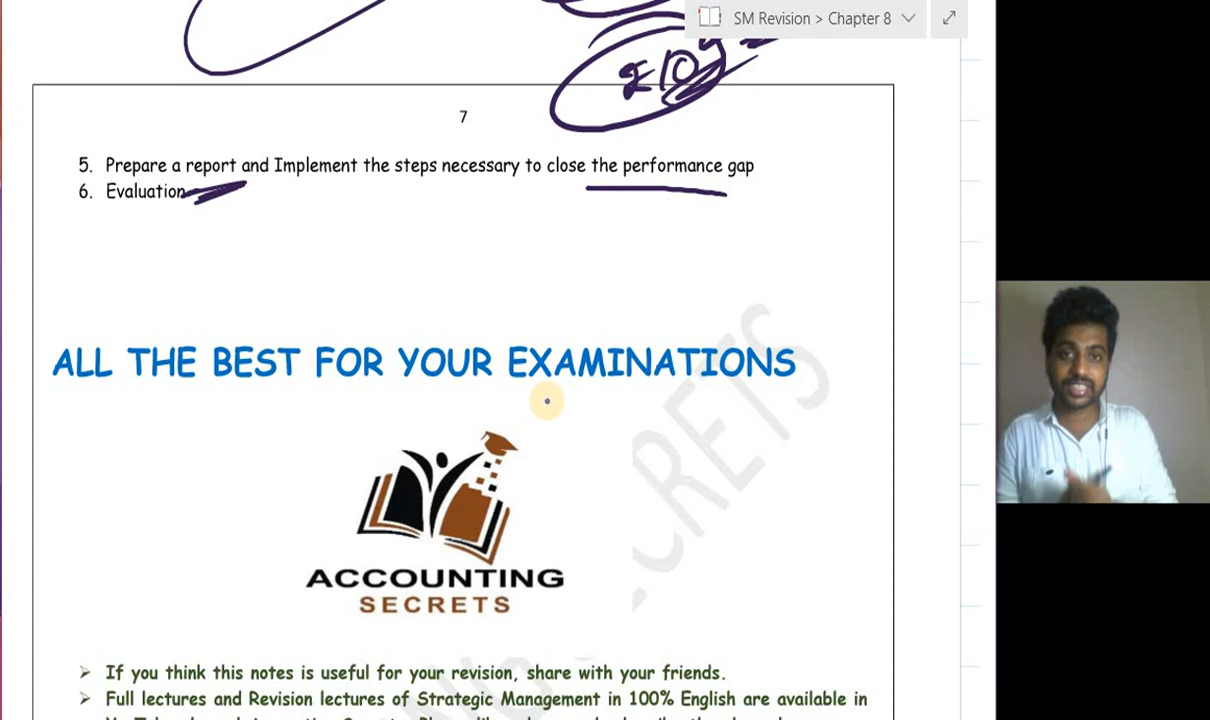 SM Revision > Chapter 8
7
5. Prepare a report and Implement the steps necessary to close the performance gap
6. Evaluation
ALL THE BEST FOR YOUR EXAMINATIONS
ACCOUNTING
SECRETS
If you think this notes is useful for your revision, share with your friends.
Full lectures and Revision lectures of Strategic Management in 100% English are available in